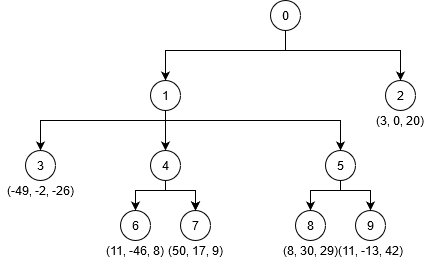 0
1
2
(3, 0, 20)
3
4
5
(-49, -2, -26)
6
7
8
9
(11, -46, 8) (50, 17, 9)
(8, 30, 29)(11, -13, 42)